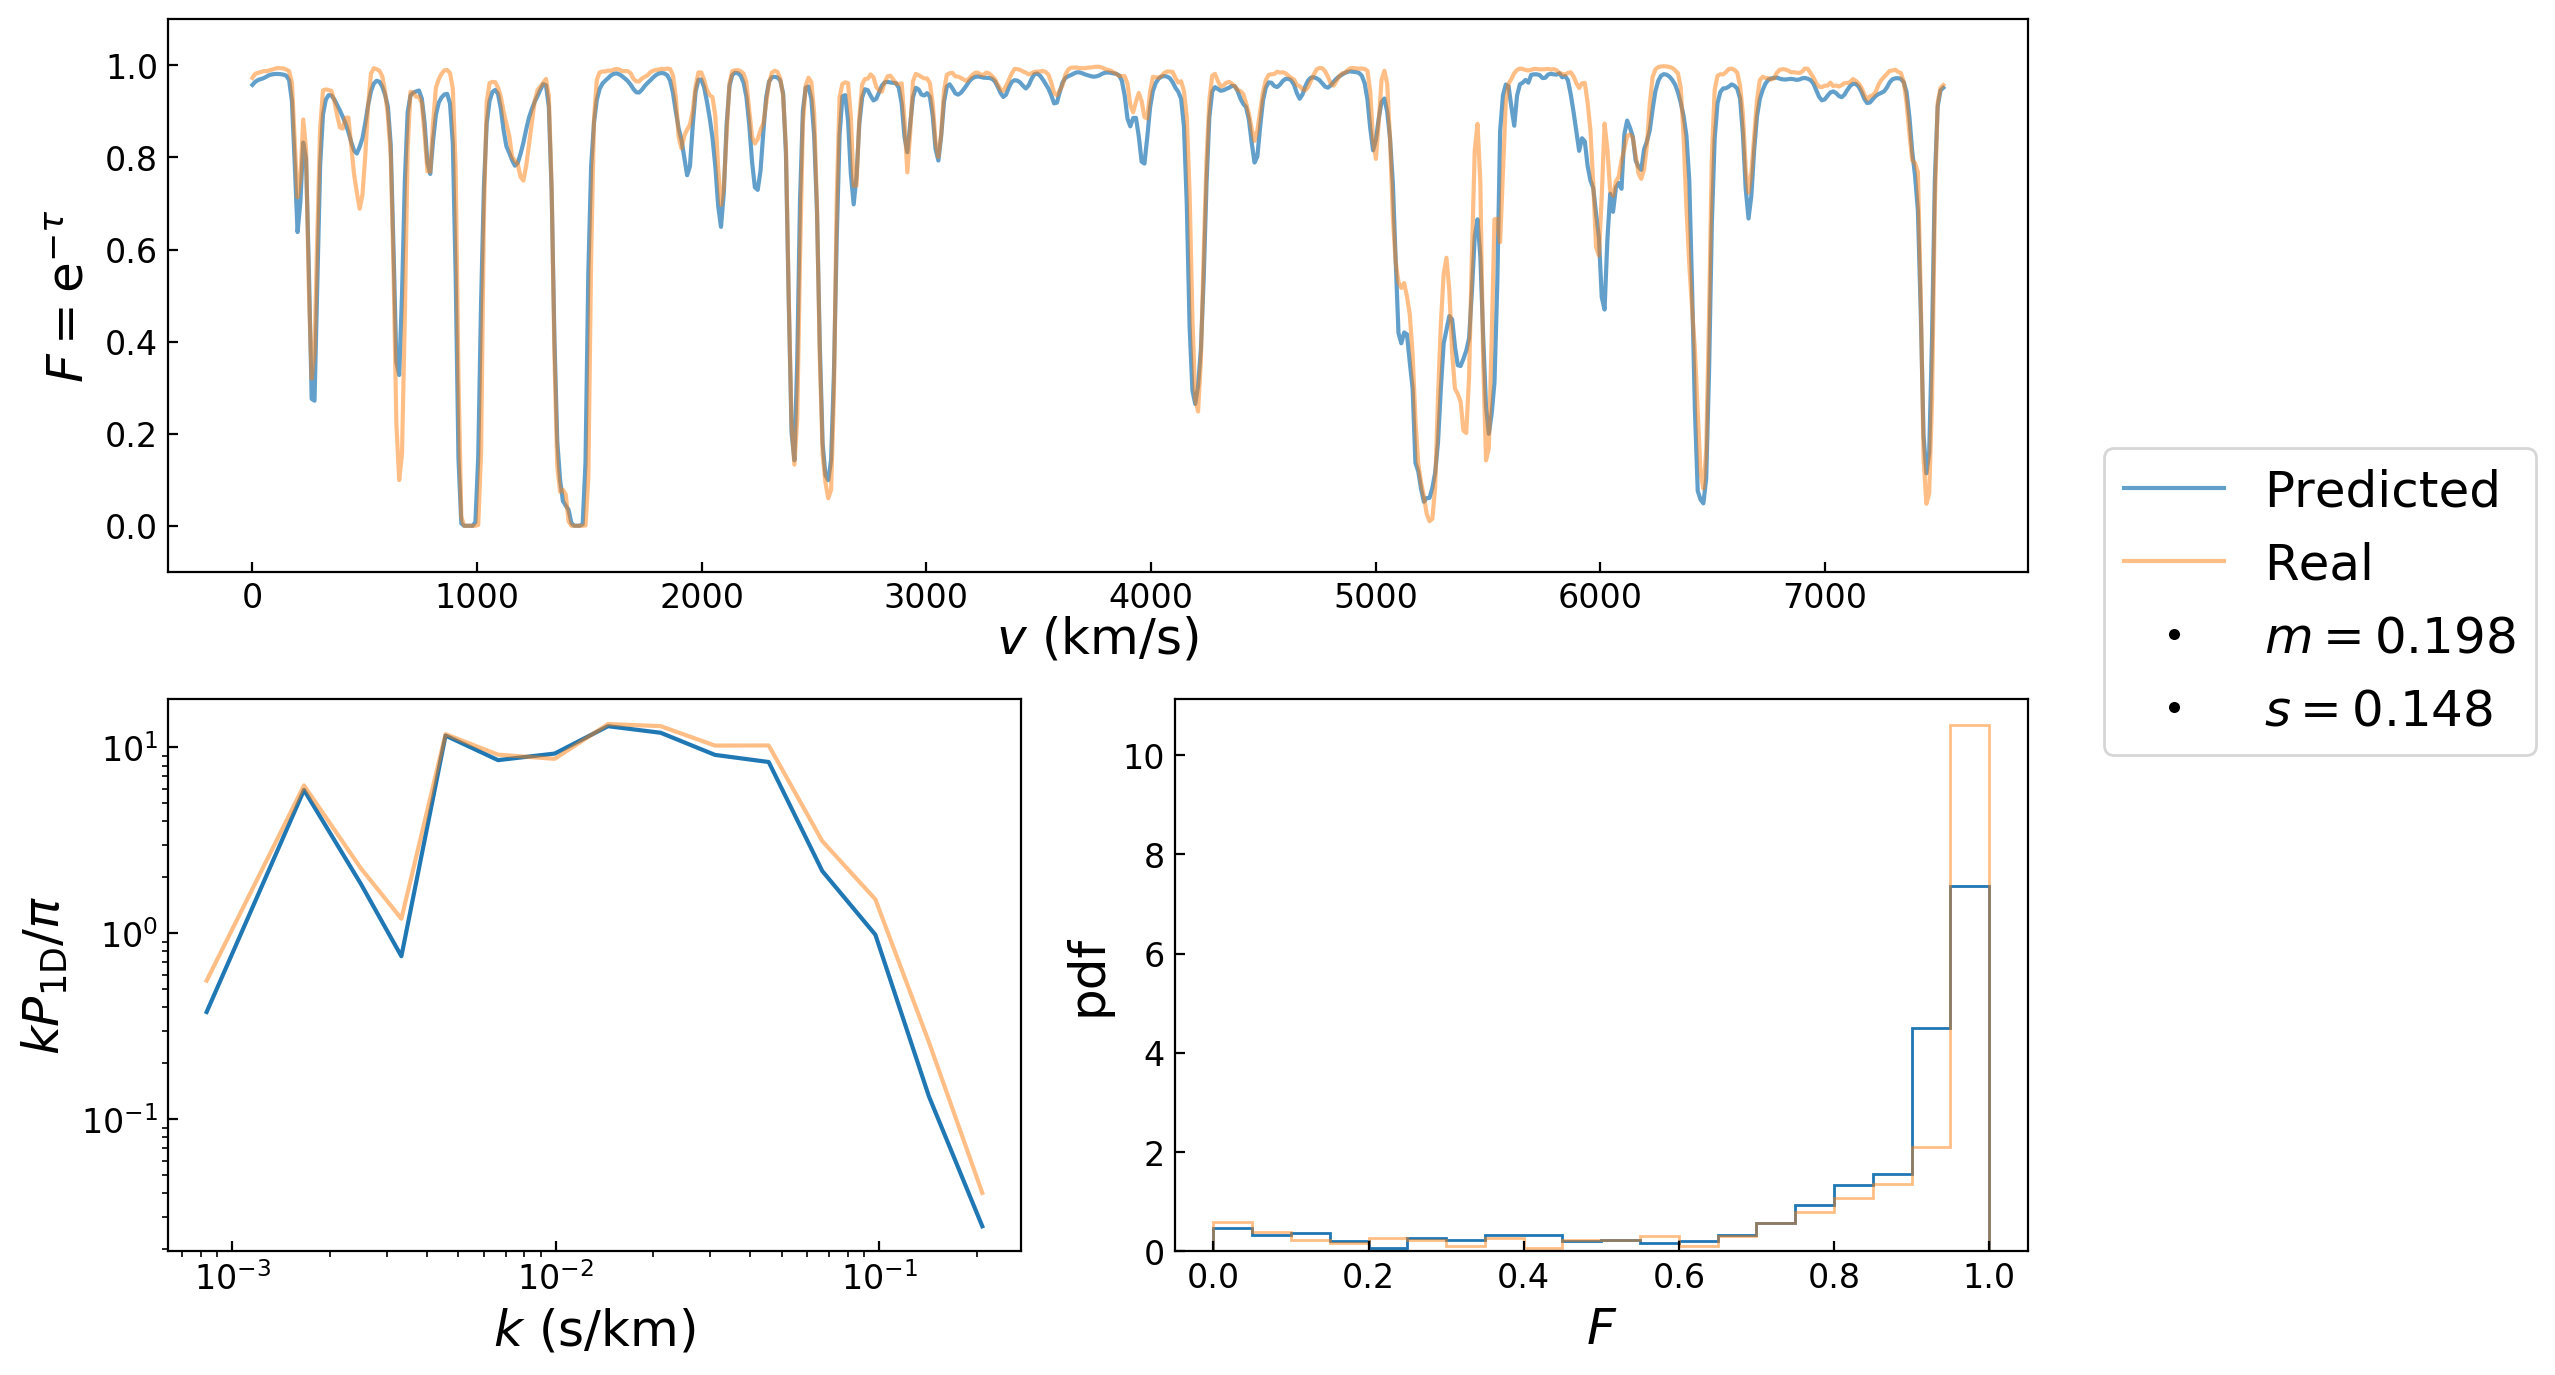 1.0
0.8
0.6
0.4
0.2
0.0
F = e^{−τ}
0 1000 2000 3000 4000 5000 6000 7000
v (km/s)
Predicted
Real
m = 0.198
s = 0.148
10^1
10^0
10^{−1}
kP_{1D}/π
10^{−3} 10^{−2} 10^{−1}
k (s/km)
10
8
6
4
2
0
pdf
0.0 0.2 0.4 0.6 0.8 1.0
F